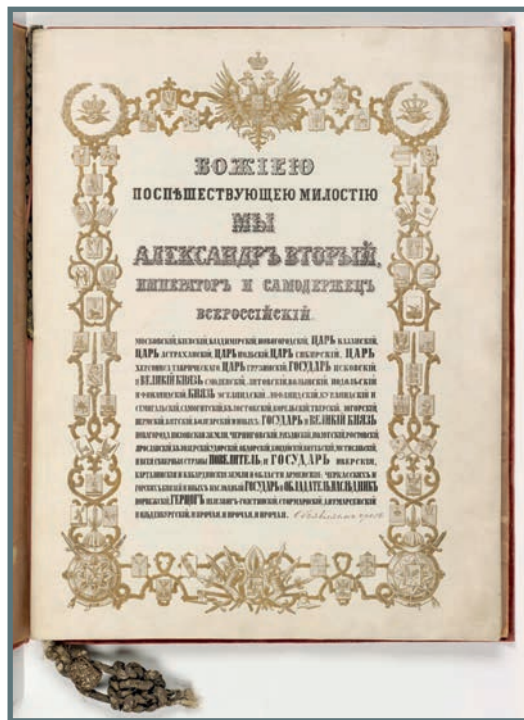 БОЖІЕЮ
ПОСПѢШЕСТВУЮЩЕЮ МИЛОСТІЮ
МЫ
АЛЕКСАНДРЪ ВТОРЫЙ,
ИМПЕРАТОРЪ И САМОДЕРЖЕЦЪ
ВСЕРОССІЙСКІЙ
МОСКОВСКІЙ, КІЕВСКІЙ, ВЛАДИМІРСКІЙ, НОВОГОРОДСКІЙ, ЦАРЬ КАЗАНСКІЙ,
ЦАРЬ АСТРАХАНСКІЙ, ЦАРЬ ПОЛЬСКІЙ, ЦАРЬ СИБИРСКІЙ, ЦАРЬ
ХЕРСОНИСА ТАВРИЧЕСКАГО, ЦАРЬ ГРУЗИНСКІЙ, ГОСУДАРЬ ПСКОВСКІЙ
И ВЕЛИКІЙ КНЯЗЬ СМОЛЕНСКІЙ, ЛИТОВСКІЙ, ВОЛЫНСКІЙ, ПОДОЛЬСКІЙ
И ФИНЛЯНДСКІЙ, КНЯЗЬ ЭСТЛЯНДСКІЙ, ЛИФЛЯНДСКІЙ, КУРЛЯНДСКІЙ И
СЕМИГАЛЬСКІЙ, САМОГИТСКІЙ, БѢЛОСТОКСКІЙ, КОРЕЛЬСКІЙ, ТВЕРСКІЙ, ЮГОРСКІЙ,
ПЕРМСКІЙ, ВЯТСКІЙ, БОЛГАРСКІЙ И ИНЫХЪ; ГОСУДАРЬ И ВЕЛИКІЙ КНЯЗЬ
НОВАГОРОДА НИЗОВСКІЯ ЗЕМЛИ, ЧЕРНИГОВСКІЙ, РЯЗАНСКІЙ, ПОЛОТСКІЙ, РОСТОВСКІЙ,
ЯРОСЛАВСКІЙ, БѢЛООЗЕРСКІЙ, УДОРСКІЙ, ОБДОРСКІЙ, КОНДІЙСКІЙ, ВИТЕБСКІЙ, МСТИСЛАВСКІЙ,
И ВСЕЯ СѢВЕРНЫЯ СТРАНЫ ПОВЕЛИТЕЛЬ; И ГОСУДАРЬ ИВЕРСКІЯ,
КАРТАЛИНСКІЯ И КАБАРДИНСКІЯ ЗЕМЛИ И ОБЛАСТИ АРМЕНСКІЯ; ЧЕРКАССКИХЪ И
ГОРСКИХЪ КНЯЗЕЙ И ИНЫХЪ НАСЛѢДНЫЙ ГОСУДАРЬ И ОБЛАДАТЕЛЬ; НАСЛѢДНИКЪ
НОРВЕЖСКІЙ, ГЕРЦОГЪ ШЛЕЗВИГЪ-ГОЛСТИНСКІЙ, СТОРМАРНСКІЙ, ДИТМАРСЕНСКІЙ
И ОЛЬДЕНБУРГСКІЙ, И ПРОЧАЯ, И ПРОЧАЯ, И ПРОЧАЯ.